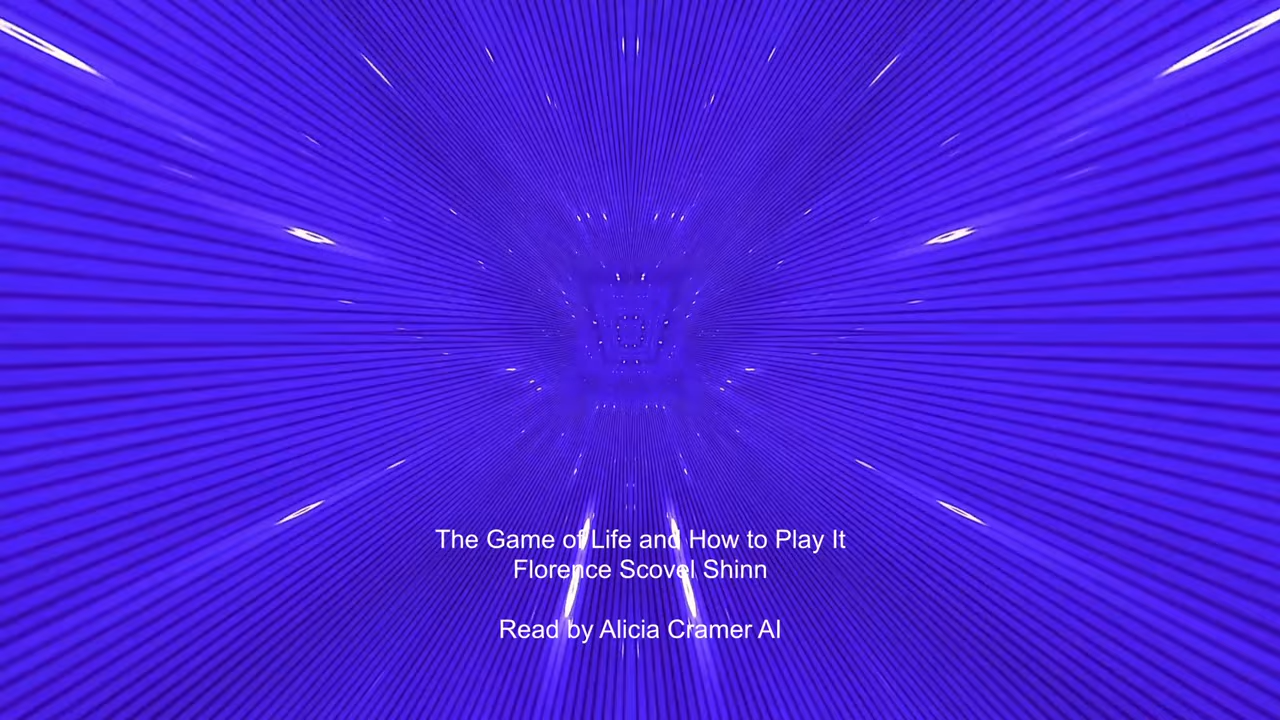 The Game of Life and How to Play It
Florence Scovel Shinn
Read by Alicia Cramer AI